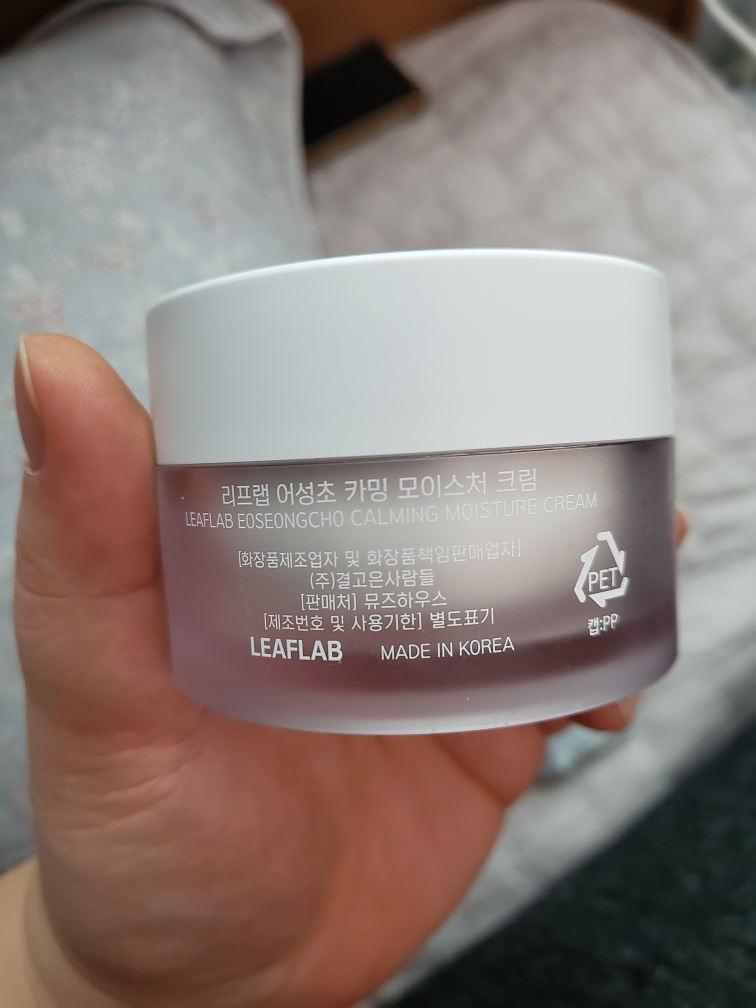 리프랩 어성초 카밍 모이스처 크림
LEAFLAB EOSEONGCHO CALMING MOISTURE CREAM
[화장품제조업자 및 화장품책임판매업자]
(주)결고은사람들
[판매처] 뮤즈하우스
[제조번호 및 사용기한] 별도표기
LEAFLAB MADE IN KOREA
PET
캡:PP